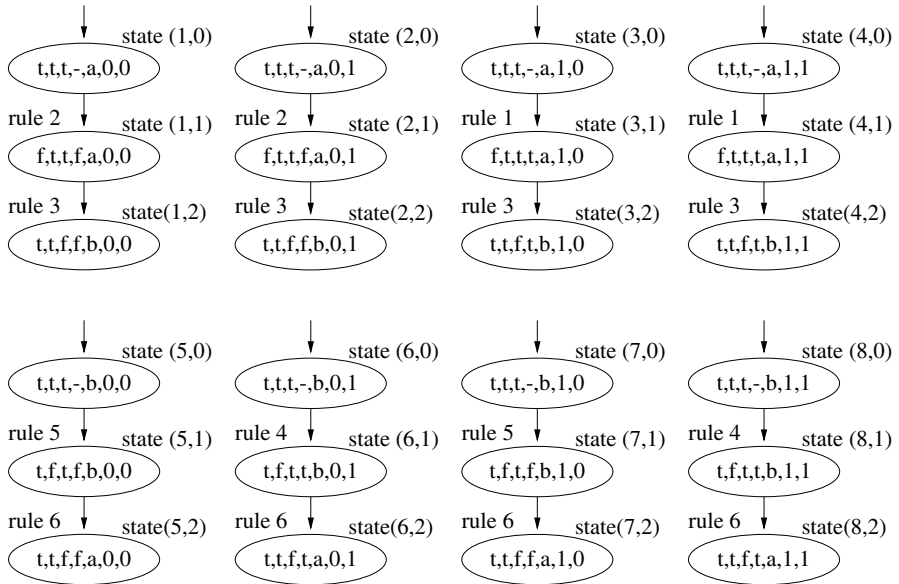 state (1,0) state (2,0) state (3,0) state (4,0)
t,t,t,-,a,0,0 t,t,t,-,a,0,1 t,t,t,-,a,1,0 t,t,t,-,a,1,1
rule 2 state (1,1) rule 2 state (2,1) rule 1 state (3,1) rule 1 state (4,1)
f,t,t,f,a,0,0 f,t,t,f,a,0,1 f,t,t,t,a,1,0 f,t,t,t,a,1,1
rule 3 state(1,2) rule 3 state(2,2) rule 3 state(3,2) rule 3 state(4,2)
t,t,f,f,b,0,0 t,t,f,f,b,0,1 t,t,f,t,b,1,0 t,t,f,t,b,1,1
state (5,0) state (6,0) state (7,0) state (8,0)
t,t,t,-,b,0,0 t,t,t,-,b,0,1 t,t,t,-,b,1,0 t,t,t,-,b,1,1
rule 5 state (5,1) rule 4 state (6,1) rule 5 state (7,1) rule 4 state (8,1)
t,f,t,f,b,0,0 t,f,t,t,b,0,1 t,f,t,f,b,1,0 t,f,t,t,b,1,1
rule 6 state(5,2) rule 6 state(6,2) rule 6 state(7,2) rule 6 state(8,2)
t,t,f,f,a,0,0 t,t,f,t,a,0,1 t,t,f,f,a,1,0 t,t,f,t,a,1,1